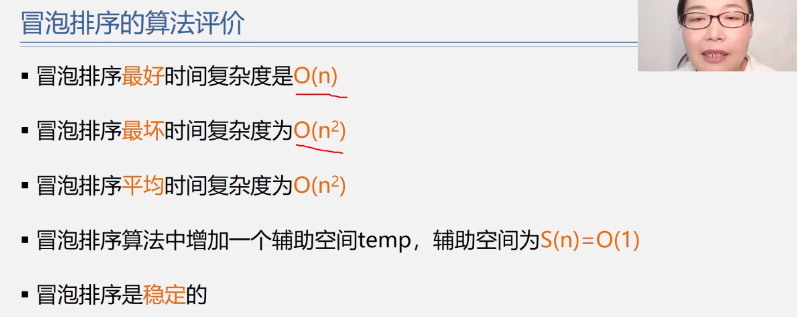 冒泡排序的算法评价
▪ 冒泡排序最好时间复杂度是O(n)
▪ 冒泡排序最坏时间复杂度为O(n²)
▪ 冒泡排序平均时间复杂度为O(n²)
▪ 冒泡排序算法中增加一个辅助空间temp，辅助空间为S(n)=O(1)
▪ 冒泡排序是稳定的